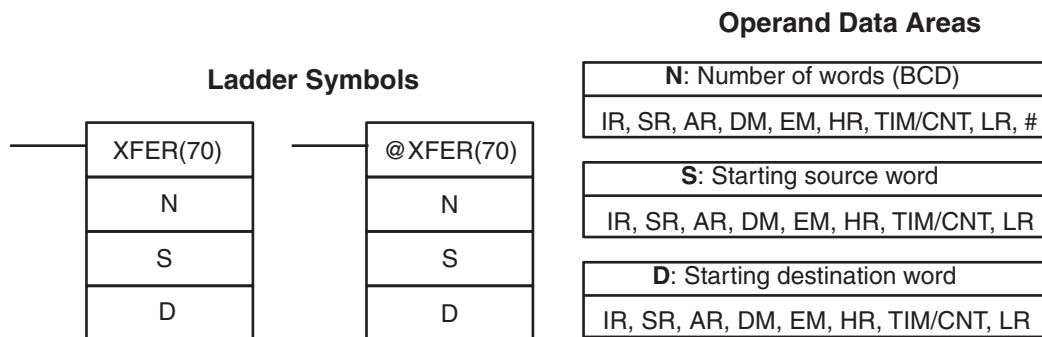 Ladder Symbols
XFER(70)
N
S
D
@XFER(70)
N
S
D
Operand Data Areas
N: Number of words (BCD)
IR, SR, AR, DM, EM, HR, TIM/CNT, LR, #
S: Starting source word
IR, SR, AR, DM, EM, HR, TIM/CNT, LR
D: Starting destination word
IR, SR, AR, DM, EM, HR, TIM/CNT, LR